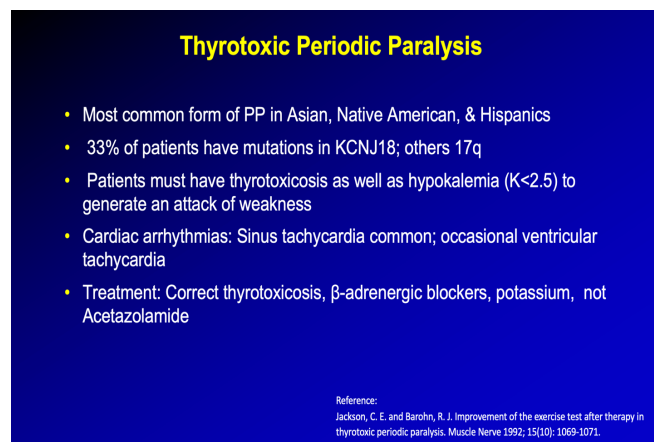 Thyrotoxic Periodic Paralysis
• Most common form of PP in Asian, Native American, & Hispanics
• 33% of patients have mutations in KCNJ18; others 17q
• Patients must have thyrotoxicosis as well as hypokalemia (K<2.5) to
generate an attack of weakness
• Cardiac arrhythmias: Sinus tachycardia common; occasional ventricular
tachycardia
• Treatment: Correct thyrotoxicosis, β-adrenergic blockers, potassium, not
Acetazolamide
Reference:
Jackson, C. E. and Barohn, R. J. Improvement of the exercise test after therapy in
thyrotoxic periodic paralysis. Muscle Nerve 1992; 15(10): 1069-1071.